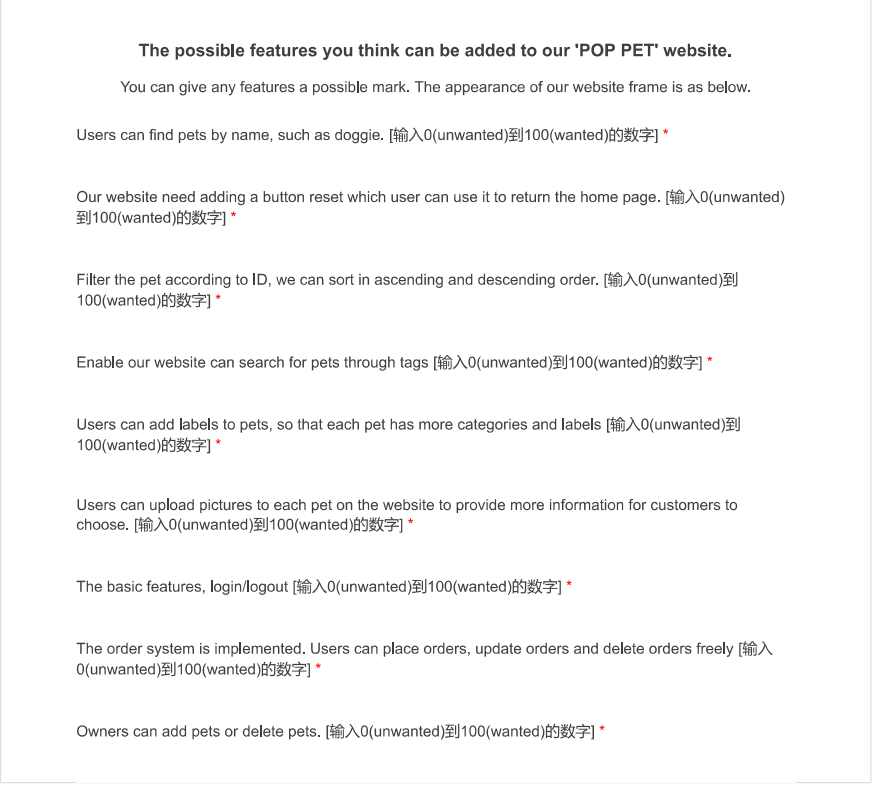 The possible features you think can be added to our 'POP PET' website.
You can give any features a possible mark. The appearance of our website frame is as below.
Users can find pets by name, such as doggie. [输入0(unwanted)到100(wanted)的数字] *
Our website need adding a button reset which user can use it to return the home page. [输入0(unwanted)
到100(wanted)的数字] *
Filter the pet according to ID, we can sort in ascending and descending order. [输入0(unwanted)到
100(wanted)的数字] *
Enable our website can search for pets through tags [输入0(unwanted)到100(wanted)的数字] *
Users can add labels to pets, so that each pet has more categories and labels [输入0(unwanted)到
100(wanted)的数字] *
Users can upload pictures to each pet on the website to provide more information for customers to
choose. [输入0(unwanted)到100(wanted)的数字] *
The basic features, login/logout [输入0(unwanted)到100(wanted)的数字] *
The order system is implemented. Users can place orders, update orders and delete orders freely [输入
0(unwanted)到100(wanted)的数字] *
Owners can add pets or delete pets. [输入0(unwanted)到100(wanted)的数字] *